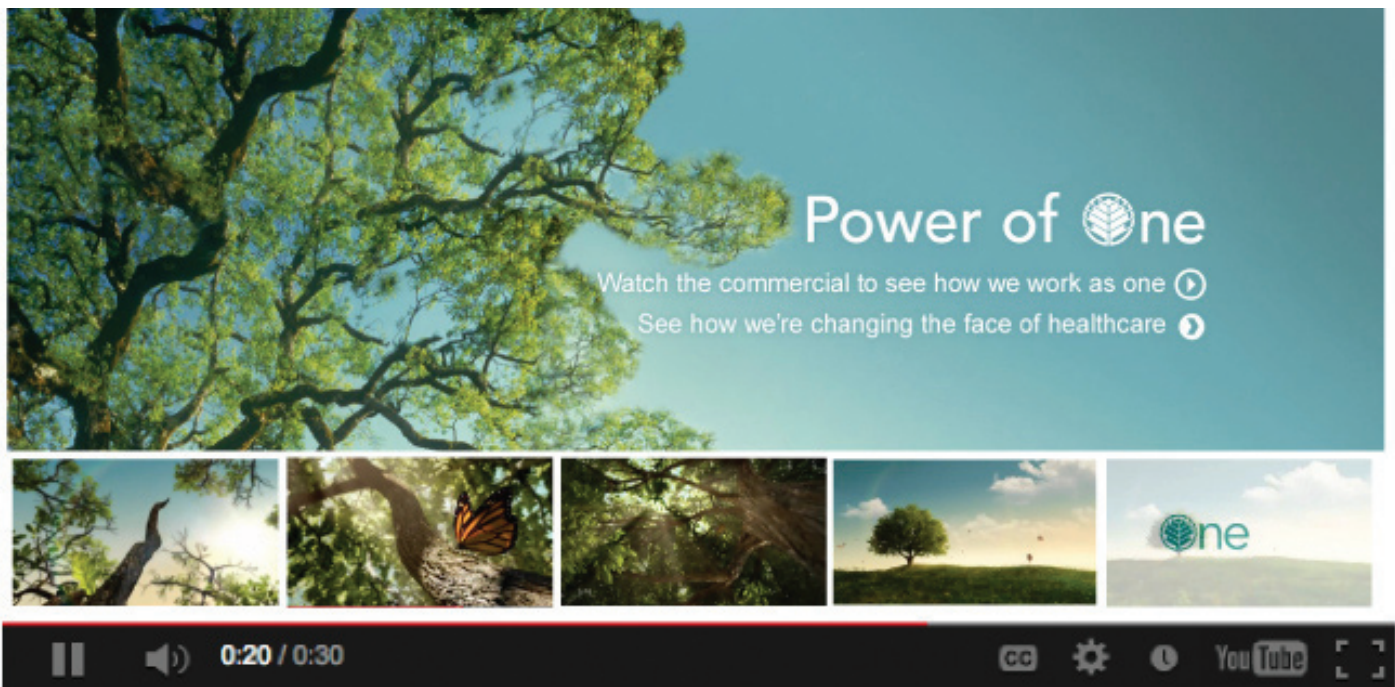 Power of One
Watch the commercial to see how we work as one
See how we're changing the face of healthcare
One
0:20 / 0:30
CC
YouTube